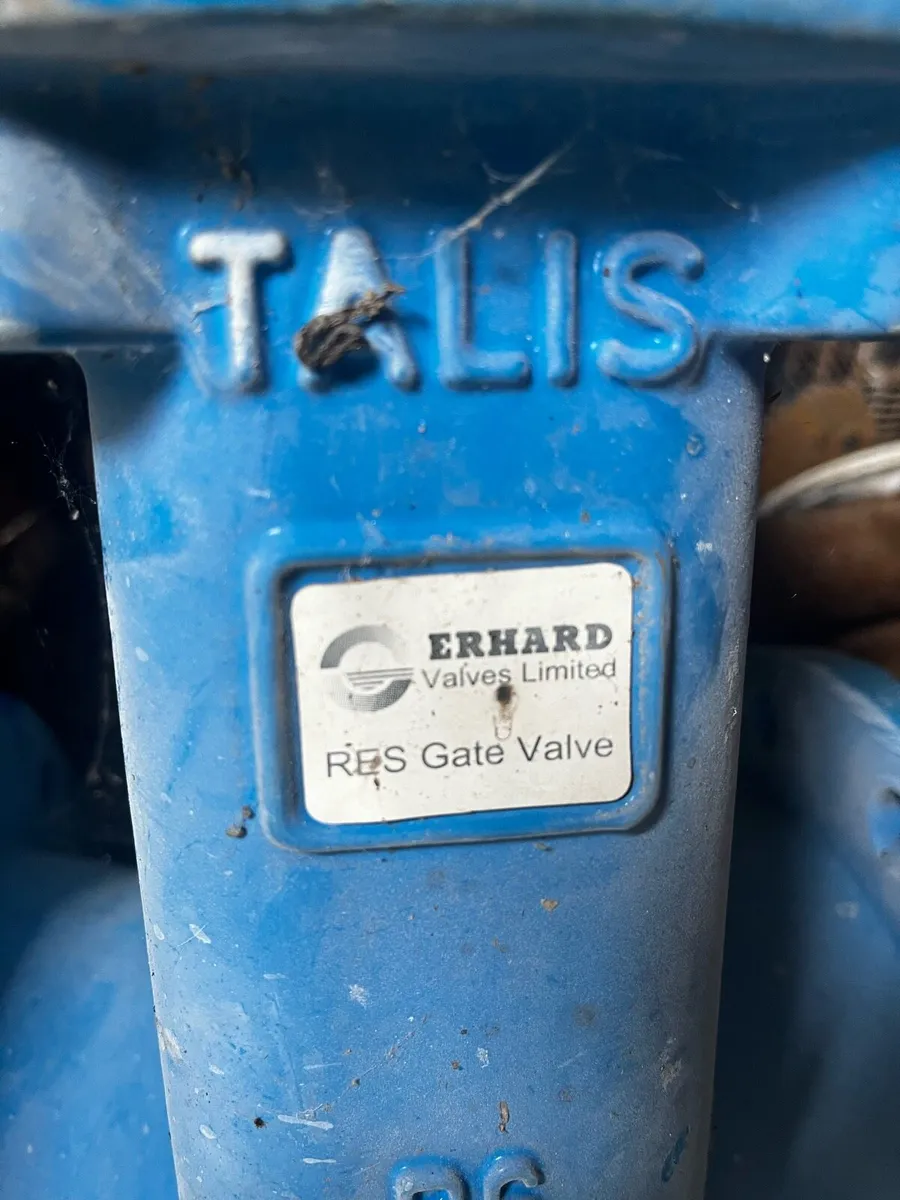 TALIS
ERHARD
Valves Limited
RES Gate Valve